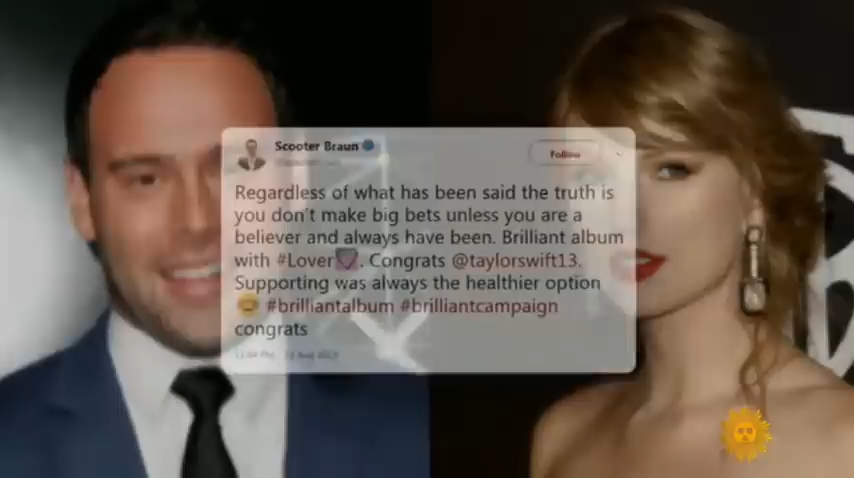 Scooter Braun
Follow
Regardless of what has been said the truth is
you don't make big bets unless you are a
believer and always have been. Brilliant album
with #Lover. Congrats @taylorswift13.
Supporting was always the healthier option
#brilliantalbum #brilliantcampaign
congrats